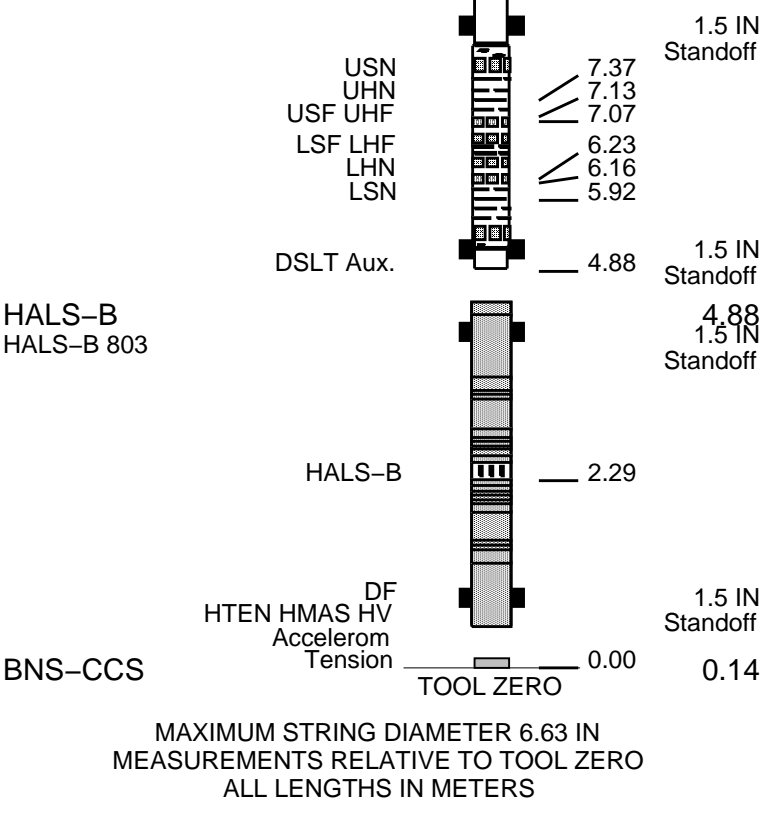 1.5 IN
Standoff
USN 7.37
UHN 7.13
USF UHF 7.07
LSF LHF 6.23
LHN 6.16
LSN 5.92
DSLT Aux. 4.88
1.5 IN
Standoff
HALS–B 4.88
HALS–B 803
1.5 IN
Standoff
HALS–B 2.29
DF
HTEN HMAS HV
Accelerom
Tension 0.00
1.5 IN
Standoff
BNS–CCS 0.14
TOOL ZERO
MAXIMUM STRING DIAMETER 6.63 IN
MEASUREMENTS RELATIVE TO TOOL ZERO
ALL LENGTHS IN METERS